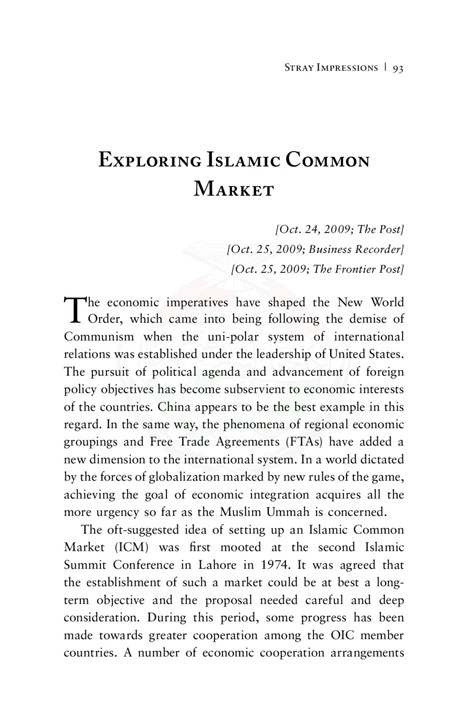 Stray Impressions | 93
Exploring Islamic Common
Market
[Oct. 24, 2009; The Post]
[Oct. 25, 2009; Business Recorder]
[Oct. 25, 2009; The Frontier Post]
The economic imperatives have shaped the New World
Order, which came into being following the demise of
Communism when the uni-polar system of international
relations was established under the leadership of United States.
The pursuit of political agenda and advancement of foreign
policy objectives has become subservient to economic interests
of the countries. China appears to be the best example in this
regard. In the same way, the phenomena of regional economic
groupings and Free Trade Agreements (FTAs) have added a
new dimension to the international system. In a world dictated
by the forces of globalization marked by new rules of the game,
achieving the goal of economic integration acquires all the
more urgency so far as the Muslim Ummah is concerned.
The oft-suggested idea of setting up an Islamic Common
Market (ICM) was first mooted at the second Islamic
Summit Conference in Lahore in 1974. It was agreed that
the establishment of such a market could be at best a long-
term objective and the proposal needed careful and deep
consideration. During this period, some progress has been
made towards greater cooperation among the OIC member
countries. A number of economic cooperation arrangements